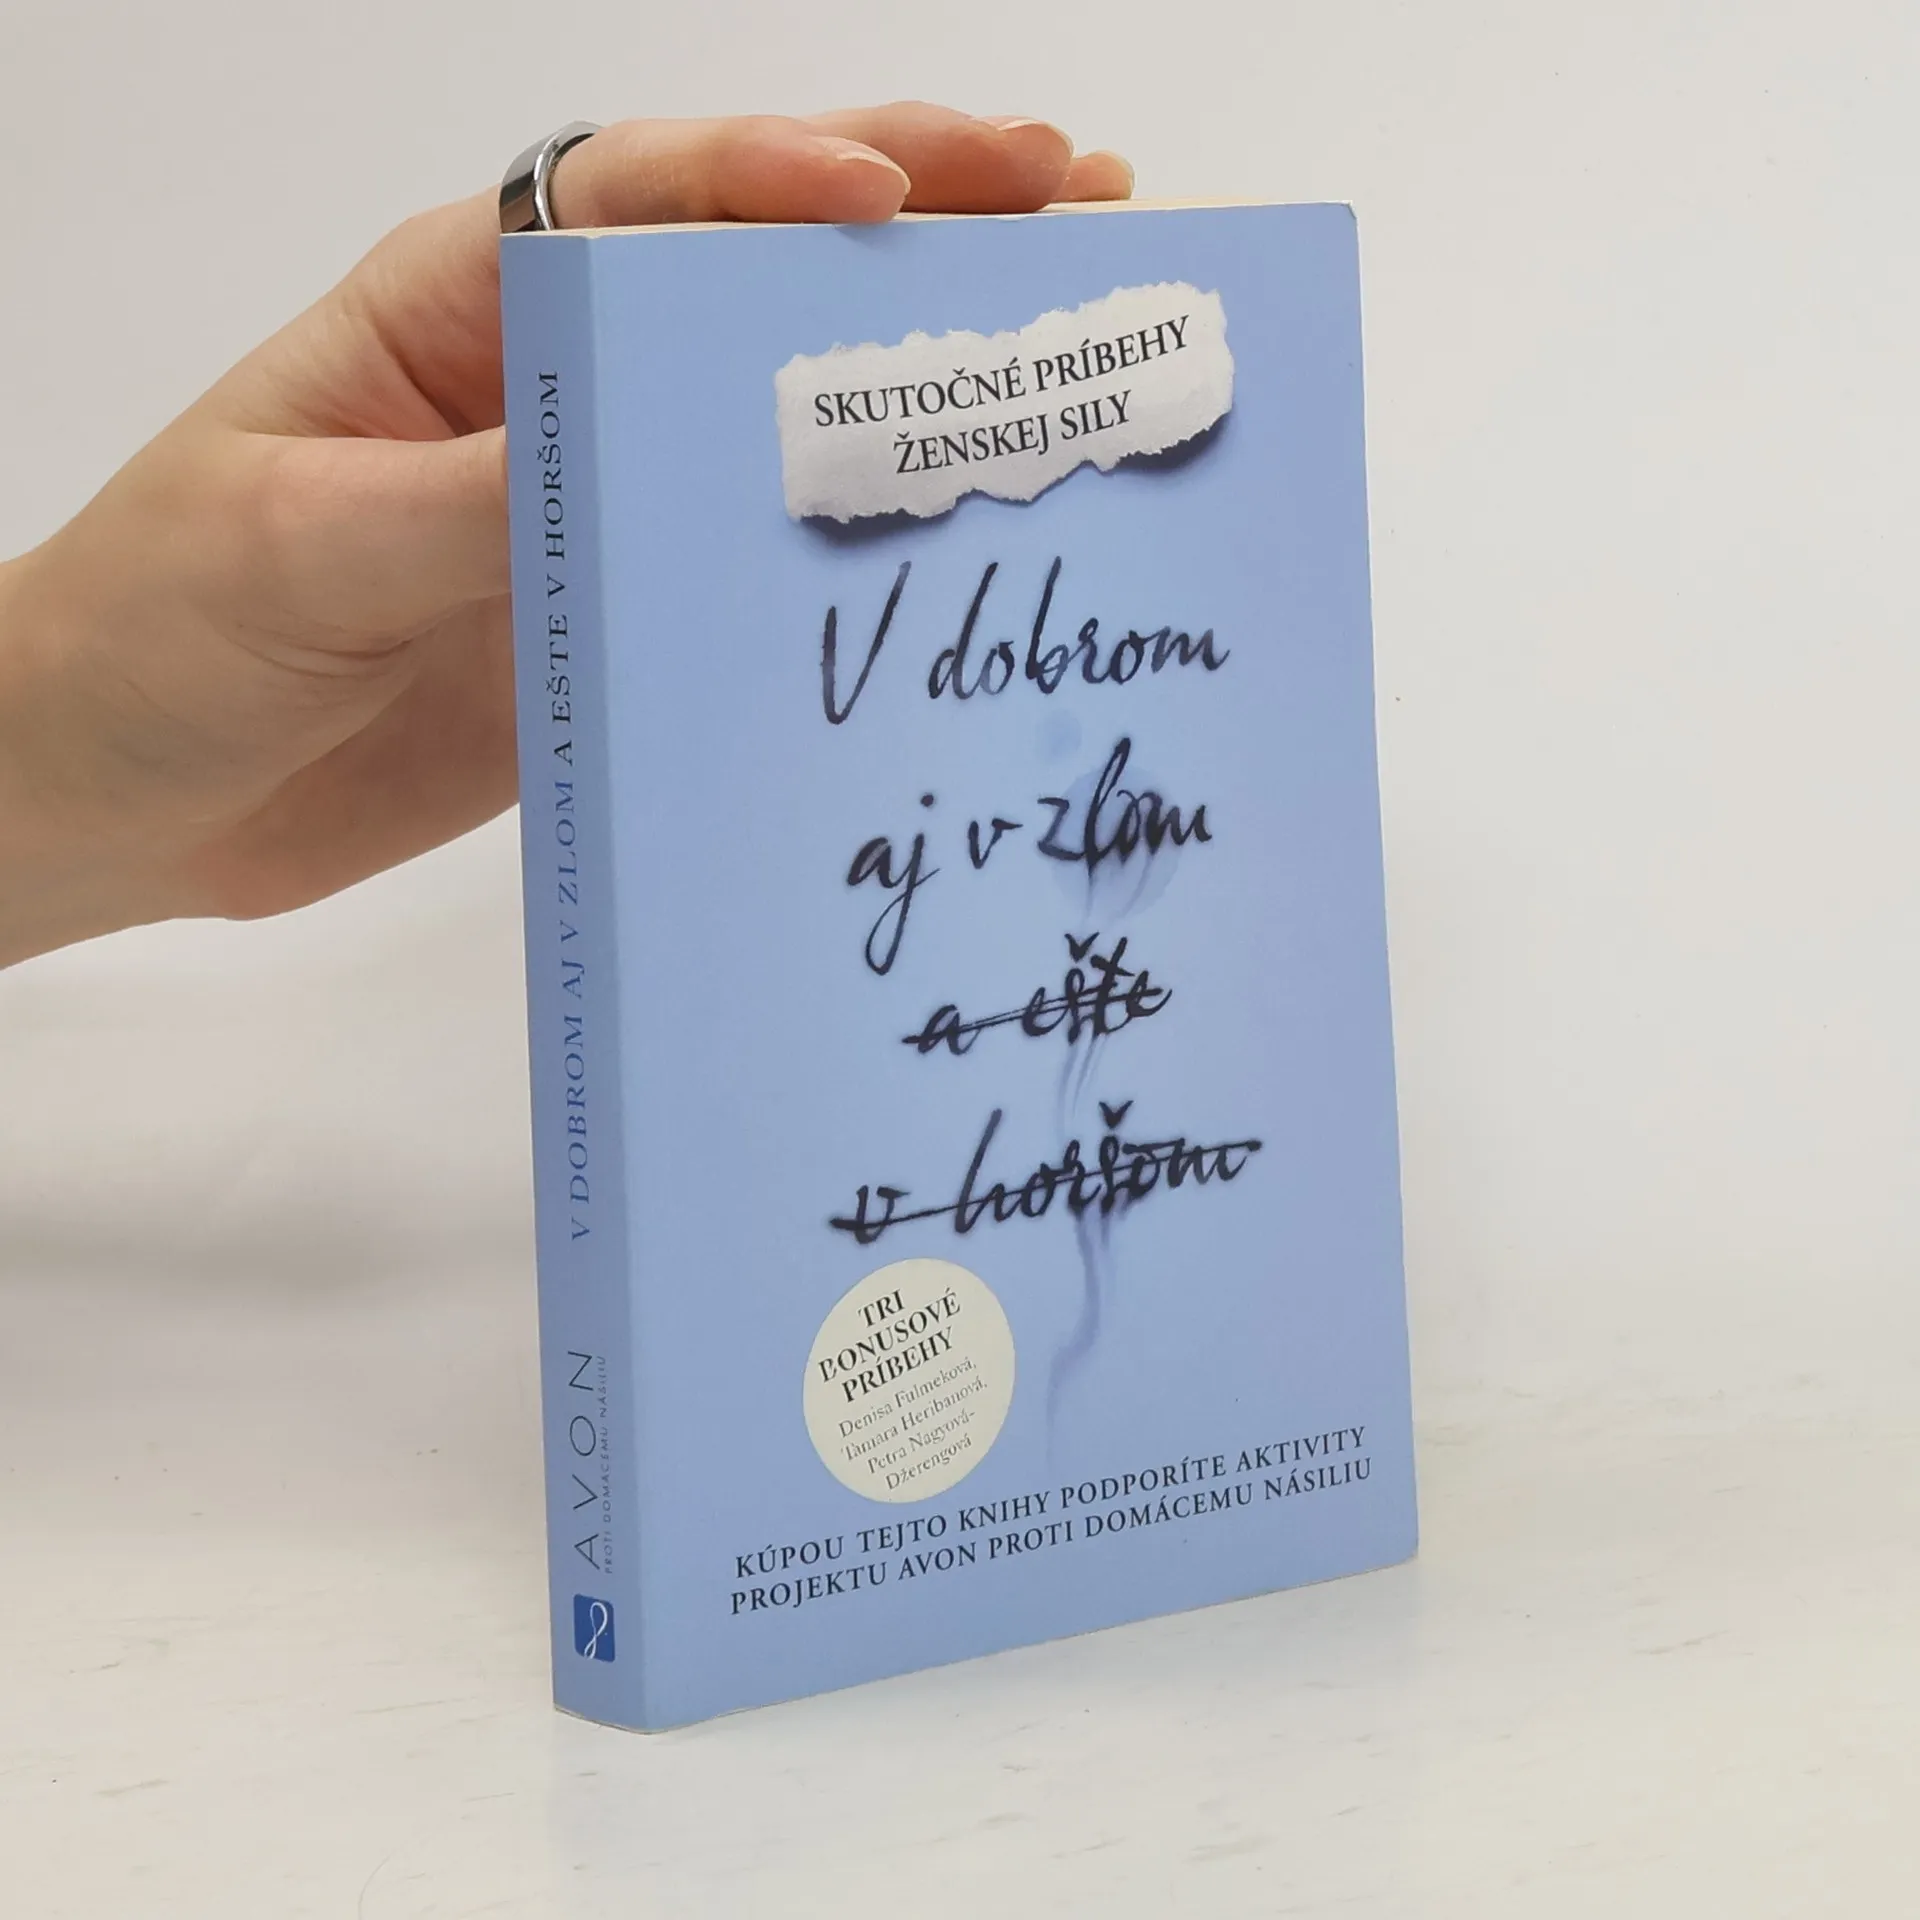 SKUTOČNÉ PRÍBEHY
ŽENSKEJ SILY
V dobrom
aj v zlom
a ešte
v horšom
TRI
BONUSOVÉ
PRÍBEHY
Denisa Fulmeková,
Tamara Heribanová,
Petra Nagyová-
Džerengová
KÚPOU TEJTO KNIHY PODPORÍTE AKTIVITY
PROJEKTU AVON PROTI DOMÁCEMU NÁSILIU
V DOBROM AJ V ZLOM A EŠTE V HORŠOM
AVON
PROTI DOMÁCEMU NÁSILIU